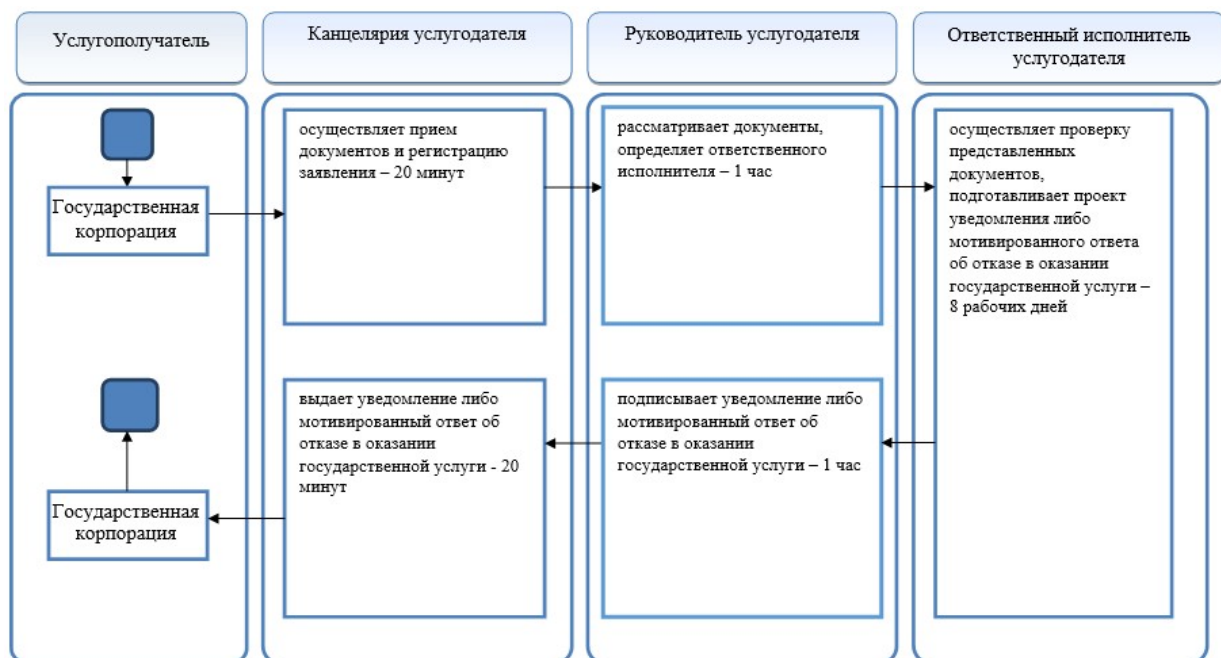 Услугополучатель
Канцелярия услугодателя
Руководитель услугодателя
Ответственный исполнитель
услугодателя
Государственная
корпорация
осуществляет прием
документов и регистрацию
заявления – 20 минут
рассматривает документы,
определяет ответственного
исполнителя – 1 час
осуществляет проверку
представленных
документов,
подготавливает проект
уведомления либо
мотивированного ответа
об отказе в оказании
государственной услуги –
8 рабочих дней
подписывает уведомление либо
мотивированный ответ об
отказе в оказании
государственной услуги – 1 час
выдает уведомление либо
мотивированный ответ об
отказе в оказании
государственной услуги - 20
минут
Государственная
корпорация